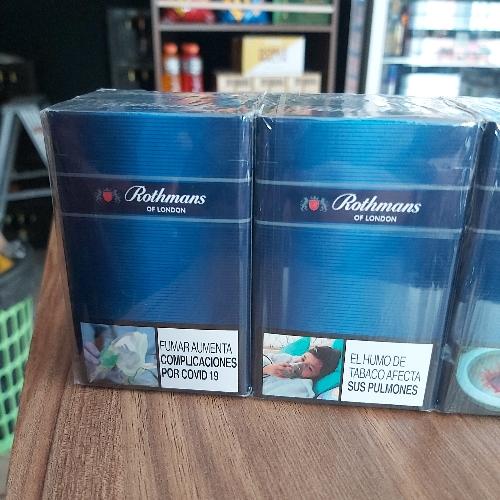 Rothmans
OF LONDON
FUMAR AUMENTA
COMPLICACIONES
POR COVID 19
Rothmans
OF LONDON
EL HUMO DE
TABACO AFECTA
SUS PULMONES